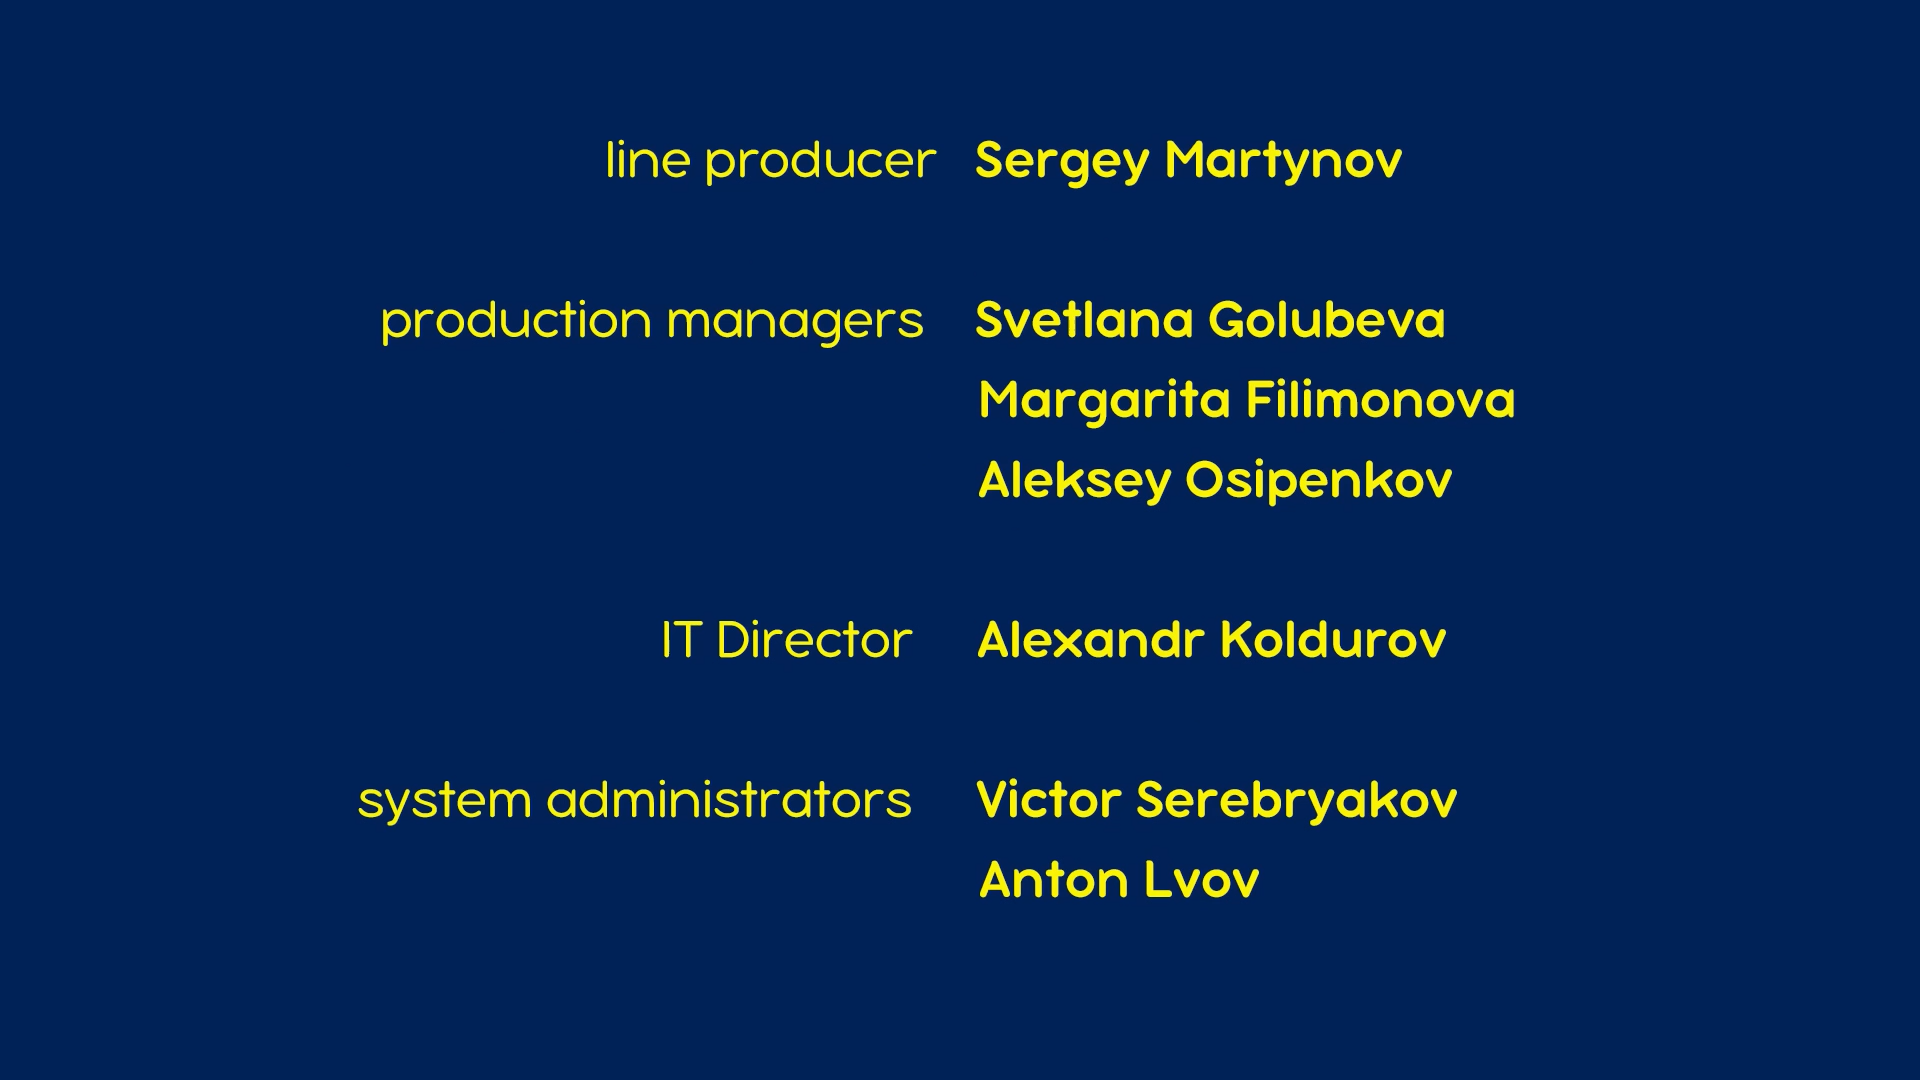 line producer Sergey Martynov
production managers Svetlana Golubeva
Margarita Filimonova
Aleksey Osipenkov
IT Director Alexandr Koldurov
system administrators Victor Serebryakov
Anton Lvov